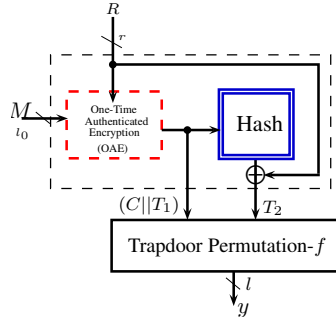 R
r
M
l₀
One-Time
Authenticated
Encryption
(OAE)
Hash
(C||T₁)
T₂
Trapdoor Permutation-f
l
y